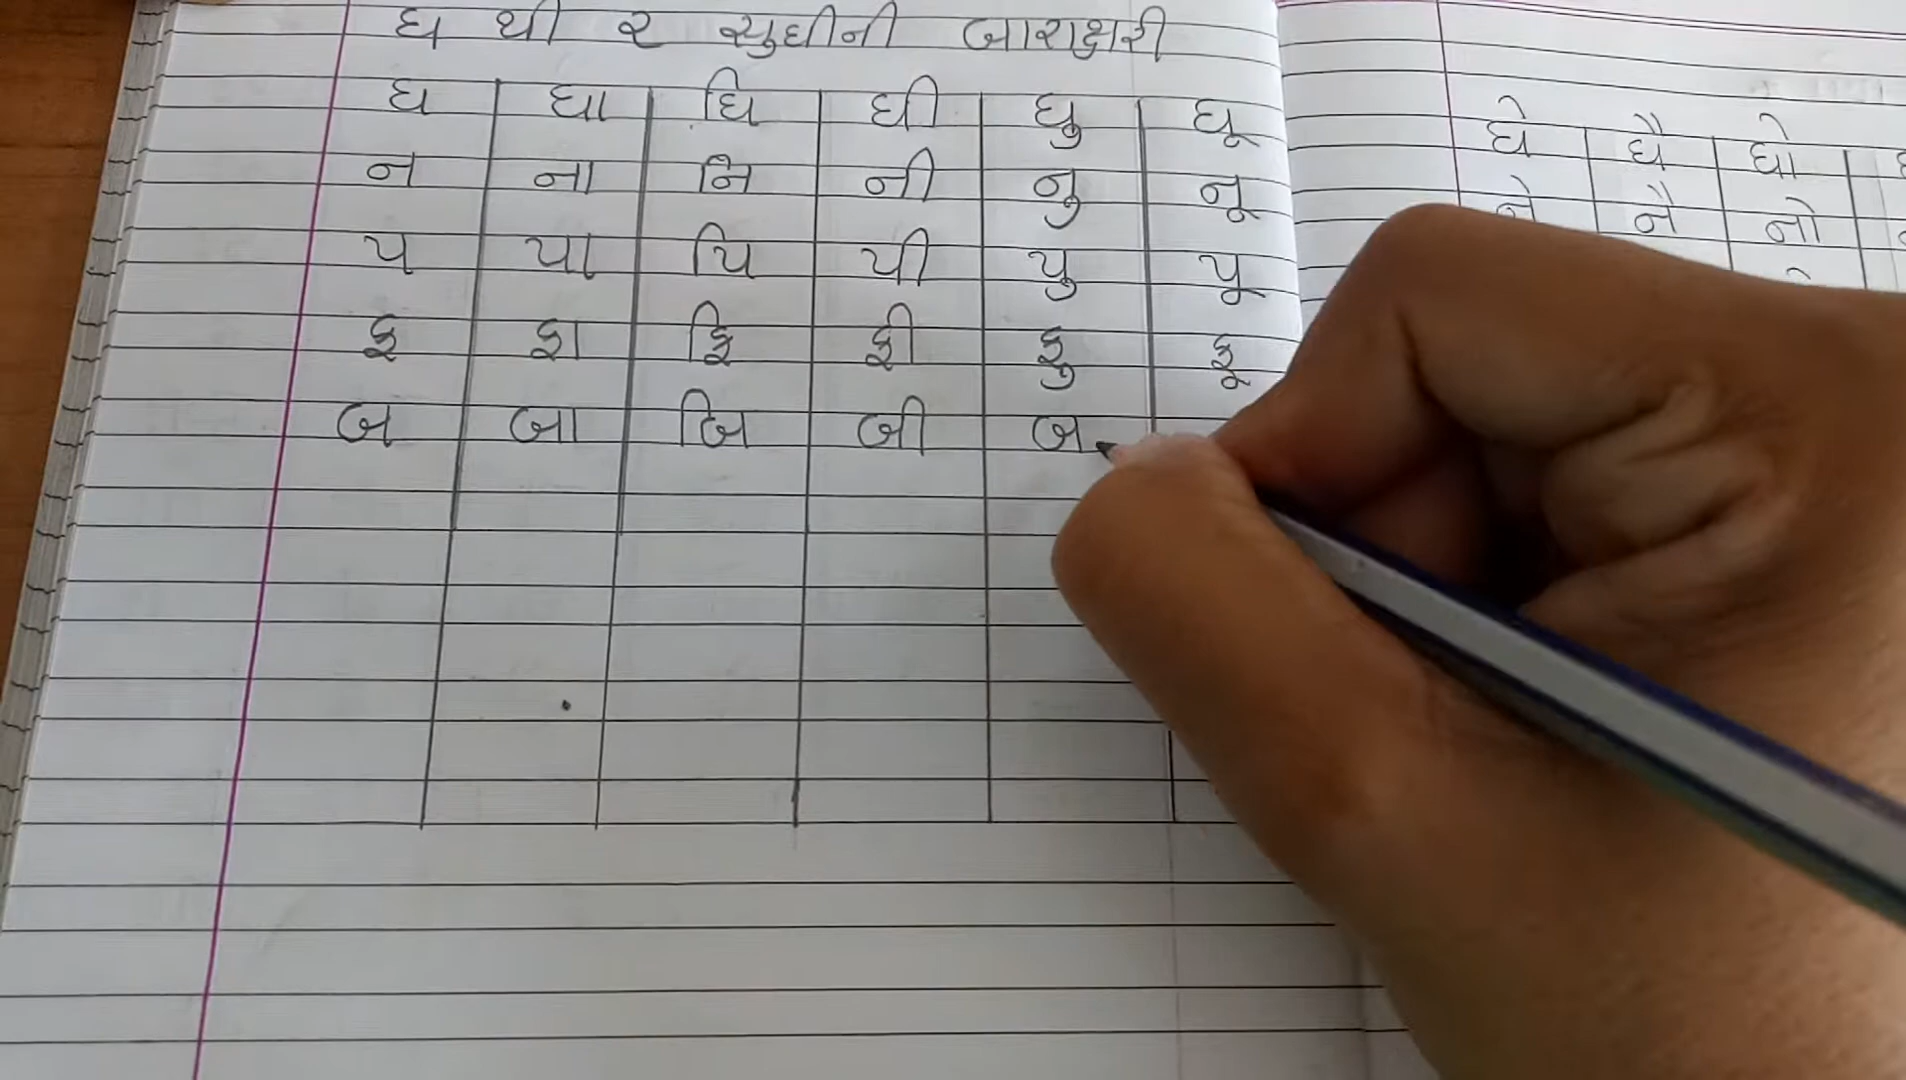 ધ થી ર સુધીની બારાક્ષરી
ધ ધા ધિ ધી ધુ ધૂ ધે ધૈ ધો
ન ના નિ ની નુ નૂ ને નૈ નો
પ પા પિ પી પુ પૂ
ફ ફા ફિ ફી ફુ ફૂ
બ બા બિ બી બ